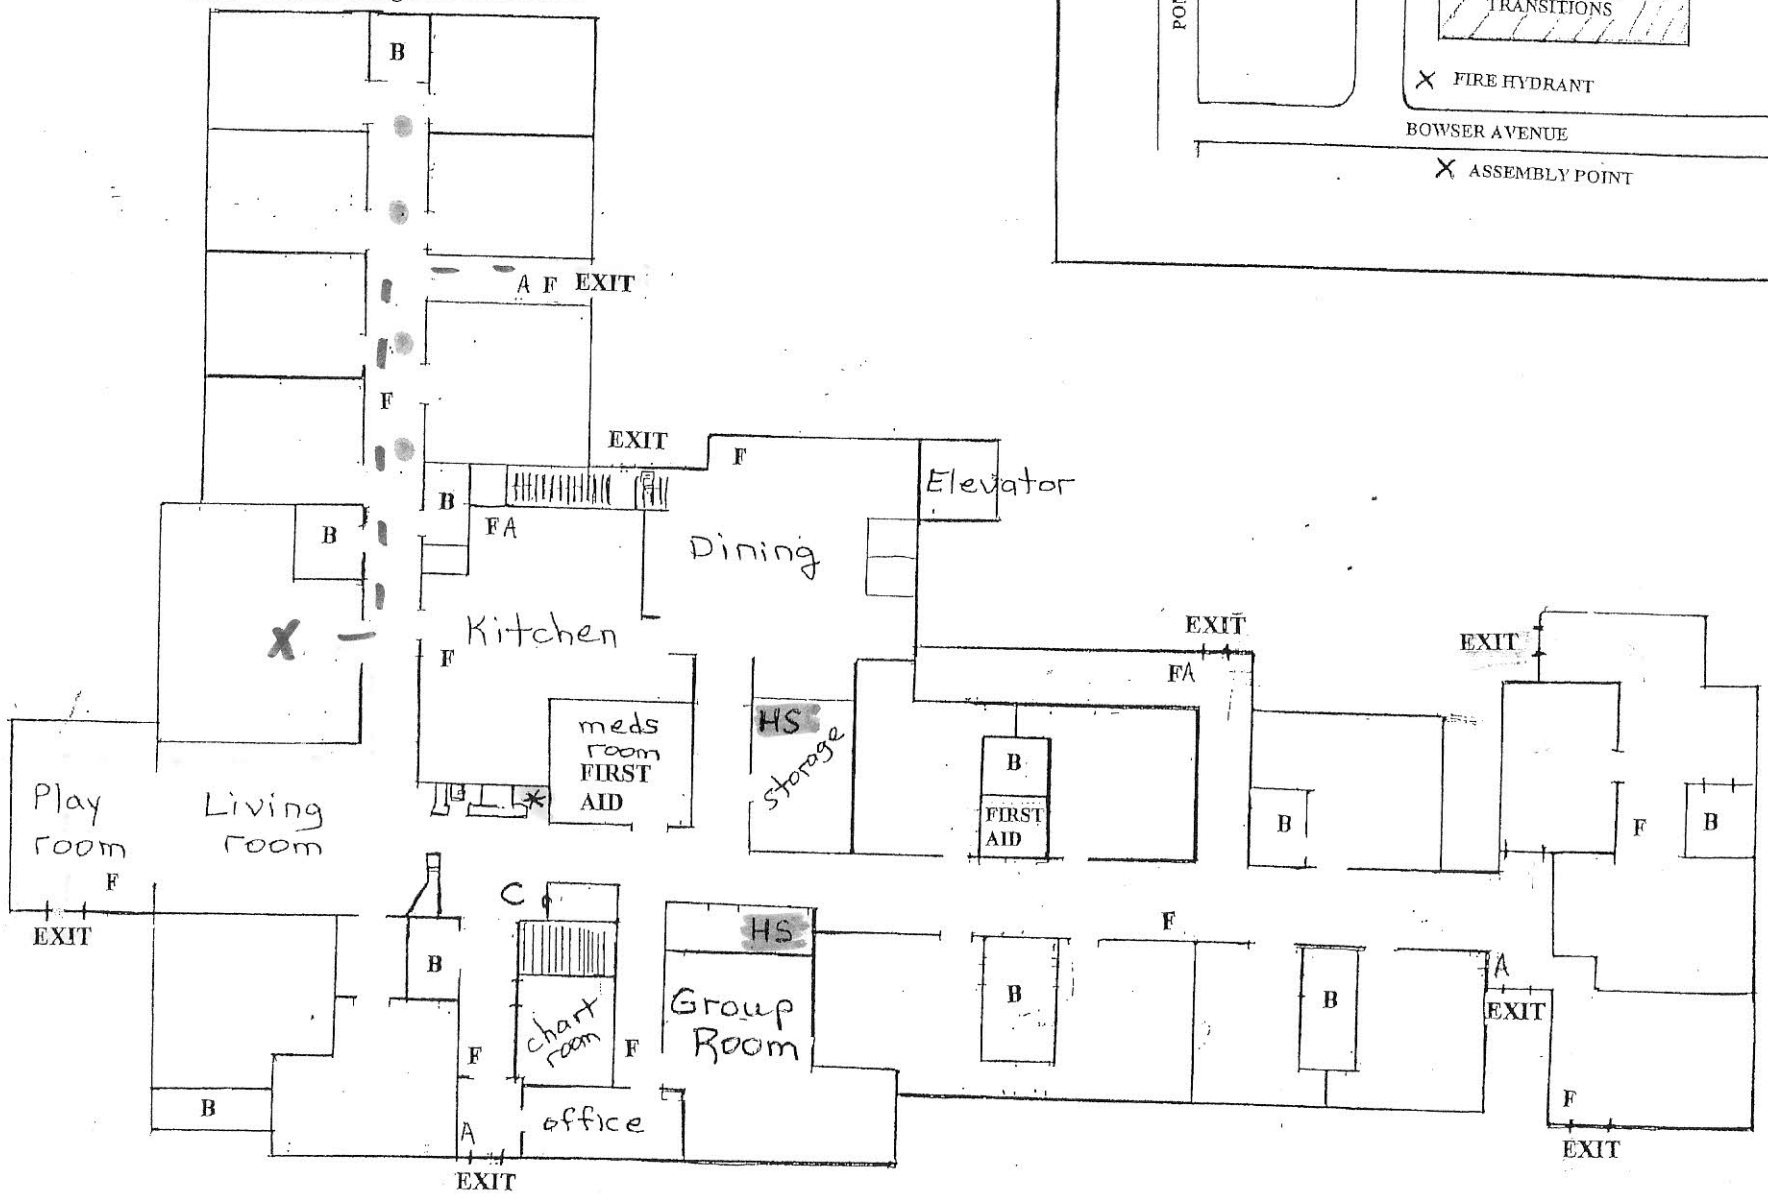 B
TRANSITIONS
X FIRE HYDRANT
BOWSER AVENUE
X ASSEMBLY POINT
A F EXIT
F
EXIT
F
Elevator
B
B
F A
Dining
X
Kitchen
F
EXIT
FA
EXIT
meds
room
FIRST
AID
HS
storage
B
FIRST
AID
B
F
B
Play
room
F
EXIT
Living
room
*
C
HS
F
B
B
B
A
EXIT
chart
room
F
F
Group
Room
B
office
A
EXIT
F
EXIT